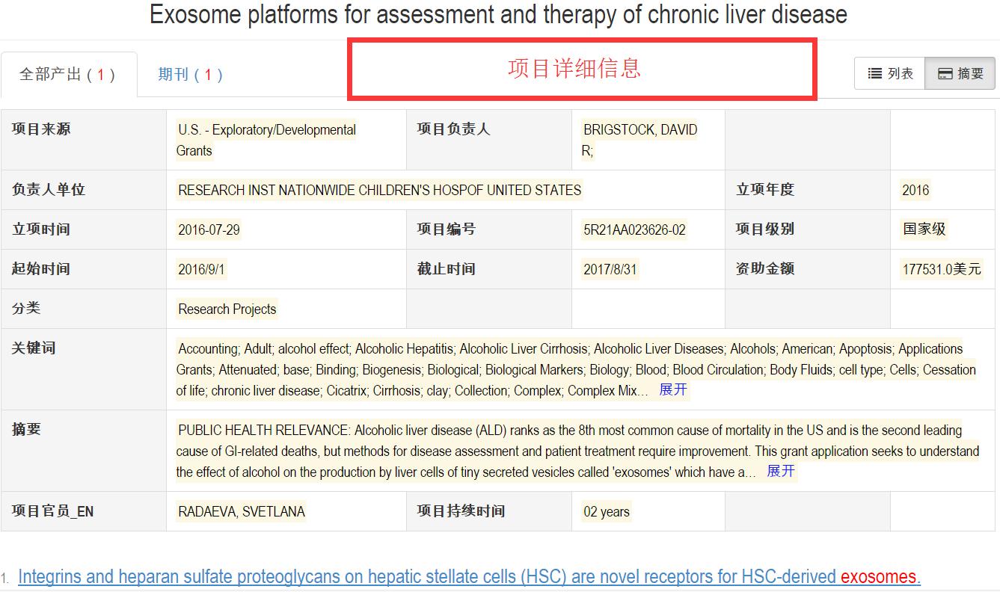 Exosome platforms for assessment and therapy of chronic liver disease
全部产出 ( 1 )
期刊 ( 1 )
项目详细信息
列表
摘要
项目来源
U.S. - Exploratory/Developmental
Grants
项目负责人
BRIGSTOCK, DAVID
R;
负责人单位
RESEARCH INST NATIONWIDE CHILDREN'S HOSPOF UNITED STATES
立项年度
2016
立项时间
2016-07-29
项目编号
5R21AA023626-02
项目级别
国家级
起始时间
2016/9/1
截止时间
2017/8/31
资助金额
177531.0美元
分类
Research Projects
关键词
Accounting; Adult; alcohol effect; Alcoholic Hepatitis; Alcoholic Liver Cirrhosis; Alcoholic Liver Diseases; Alcohols; American; Apoptosis; Applications
Grants; Attenuated; base; Binding; Biogenesis; Biological; Biological Markers; Biology; Blood; Blood Circulation; Body Fluids; cell type; Cells; Cessation
of life; chronic liver disease; Cicatrix; Cirrhosis; clay; Collection; Complex; Complex Mix... 展开
摘要
PUBLIC HEALTH RELEVANCE: Alcoholic liver disease (ALD) ranks as the 8th most common cause of mortality in the US and is the second leading
cause of GI-related deaths, but methods for disease assessment and patient treatment require improvement. This grant application seeks to understand
the effect of alcohol on the production by liver cells of tiny secreted vesicles called 'exosomes' which have a... 展开
项目官员_EN
RADAEVA, SVETLANA
项目持续时间
02 years
1. Integrins and heparan sulfate proteoglycans on hepatic stellate cells (HSC) are novel receptors for HSC-derived exosomes.